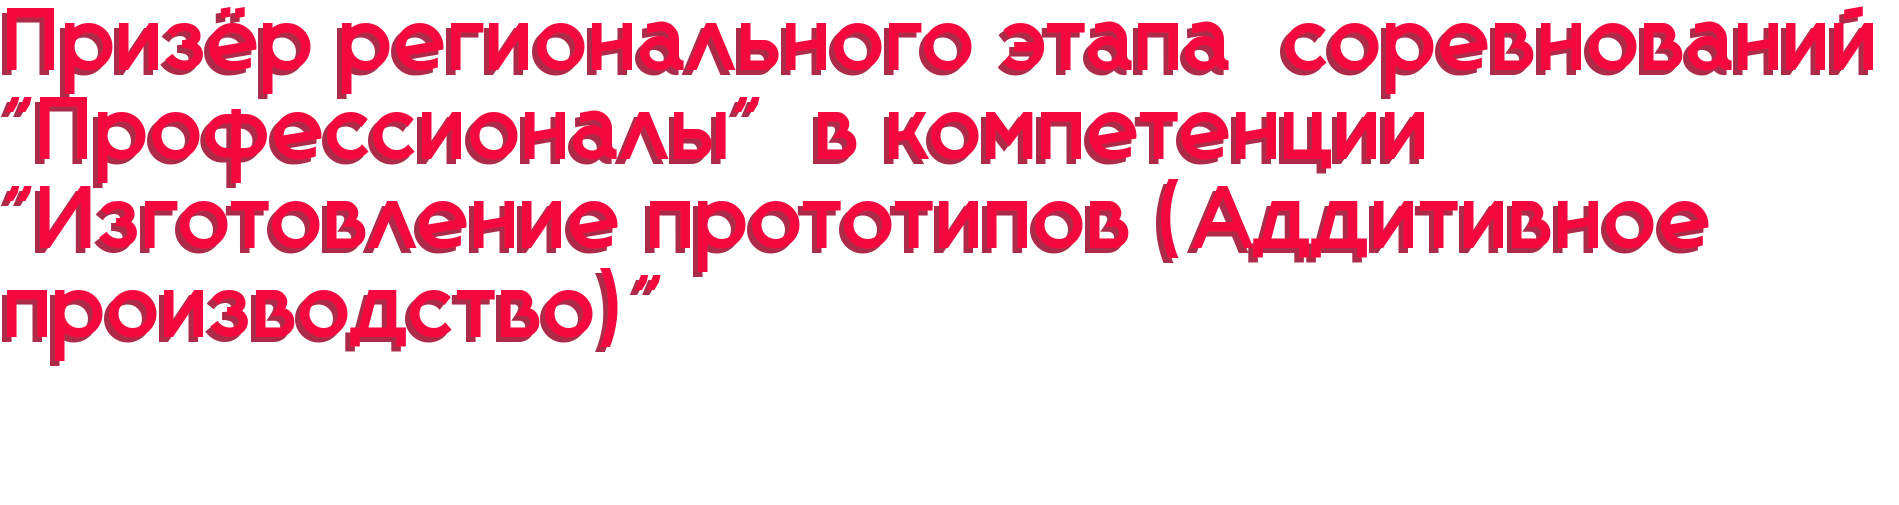 Призёр регионального этапа  соревнований
"Профессионалы"  в компетенции
"Изготовление прототипов (Аддитивное
производство)"